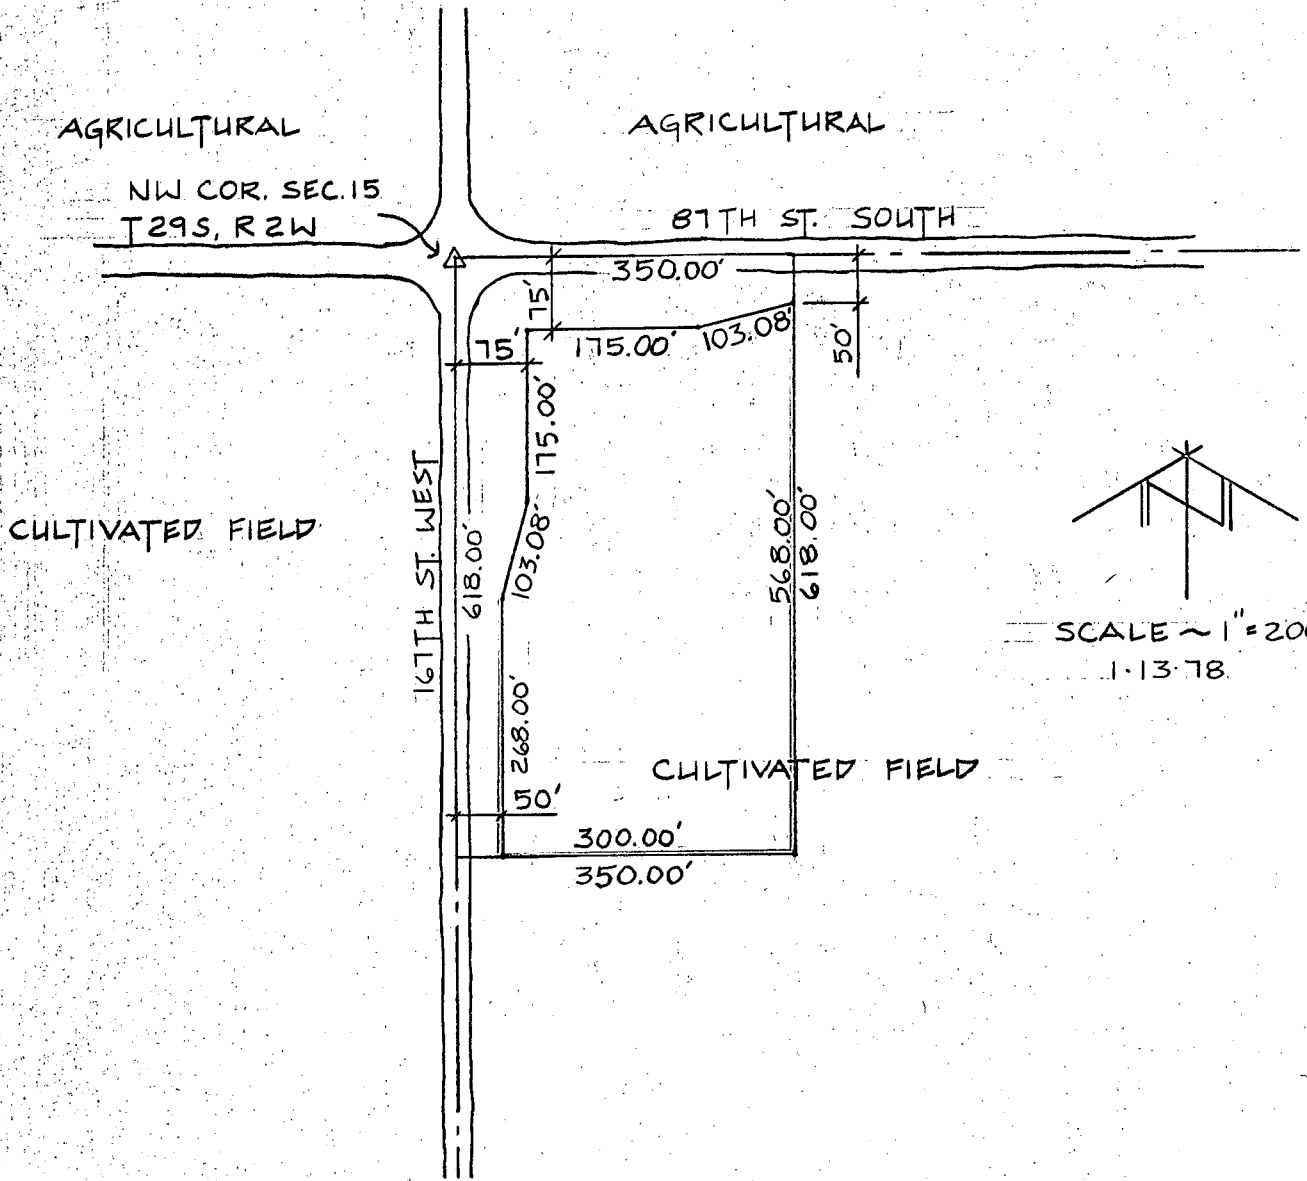 AGRICULTURAL
AGRICULTURAL
NW COR. SEC. 15
T29S, R2W
87TH ST. SOUTH
350.00'
75'
75'
175.00'
103.08'
50'
175.00'
103.08'
167TH ST. WEST
618.00'
CULTIVATED FIELD
568.00'
618.00'
N
SCALE ~ 1" = 200
1·13·78
268.00'
CULTIVATED FIELD
50'
300.00'
350.00'